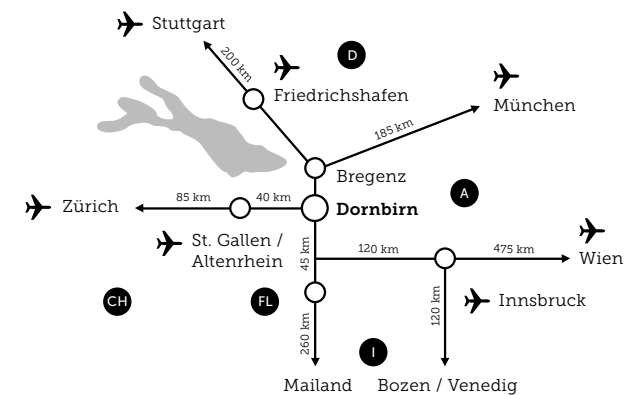 Stuttgart
200 km
D
Friedrichshafen
München
185 km
Bregenz
85 km
40 km
A
Zürich
Dornbirn
St. Gallen /
Altenrhein
45 km
120 km
475 km
Wien
CH
FL
120 km
Innsbruck
260 km
I
Mailand
Bozen / Venedig